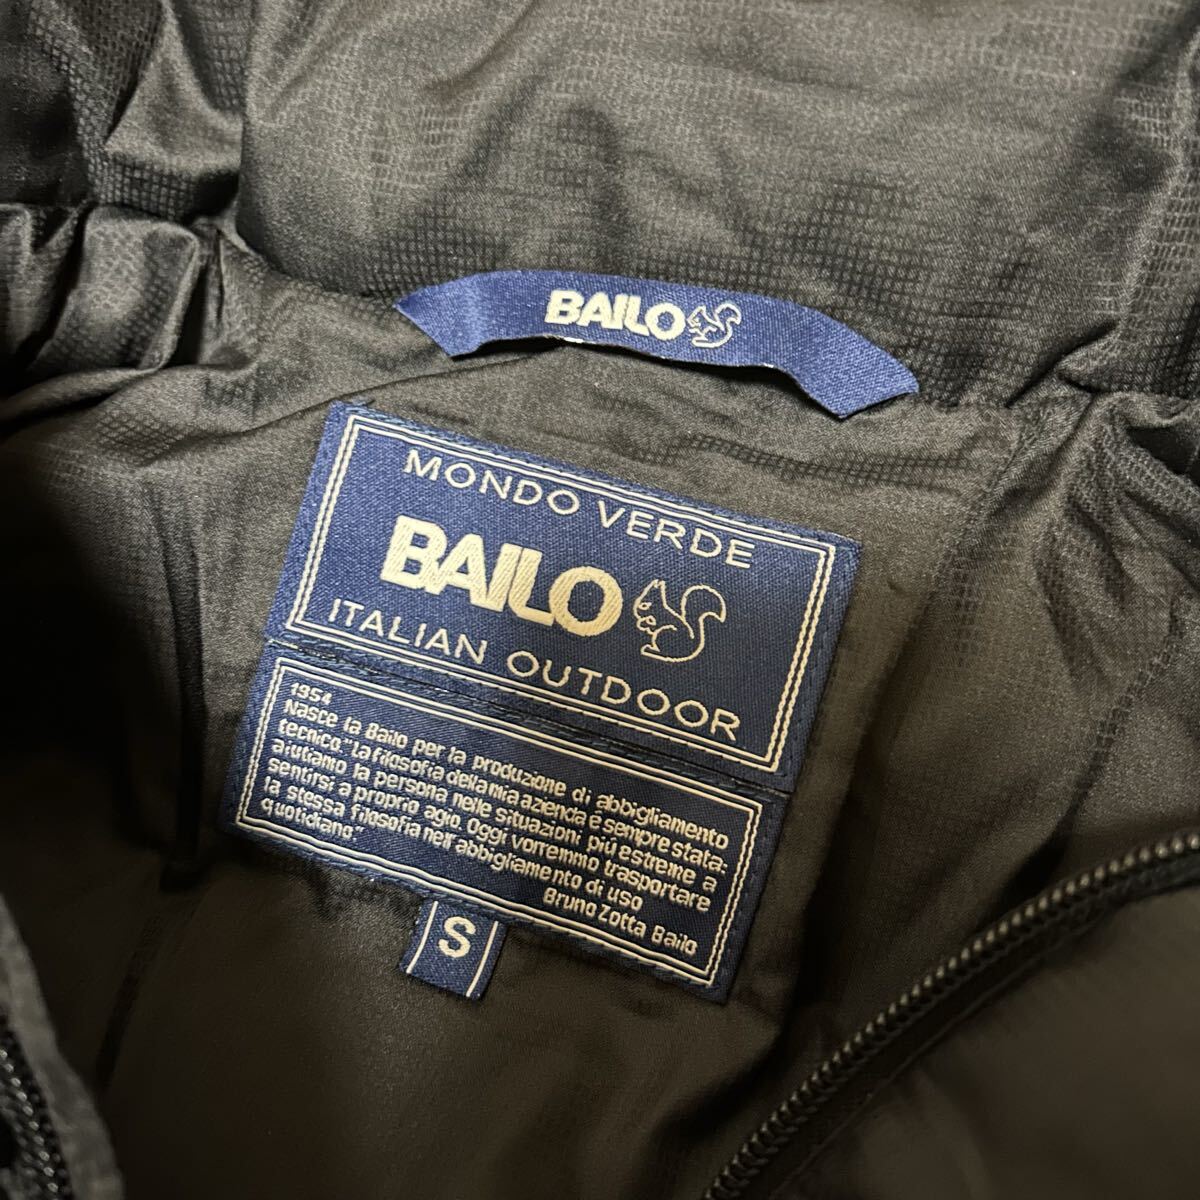 BAILO
MONDO VERDE
BAILO
ITALIAN OUTDOOR
1954
Nasce la Bailo per la produzione di abbigliamento
tecnico."La filosofia della mia azienda è sempre stata:
aiutiamo la persona nelle situazioni più estreme a
sentirsi a proprio agio. Oggi vorremmo trasportare
la stessa filosofia nell'abbigliamento di uso
quotidiano."
Bruno Zotta Bailo
S